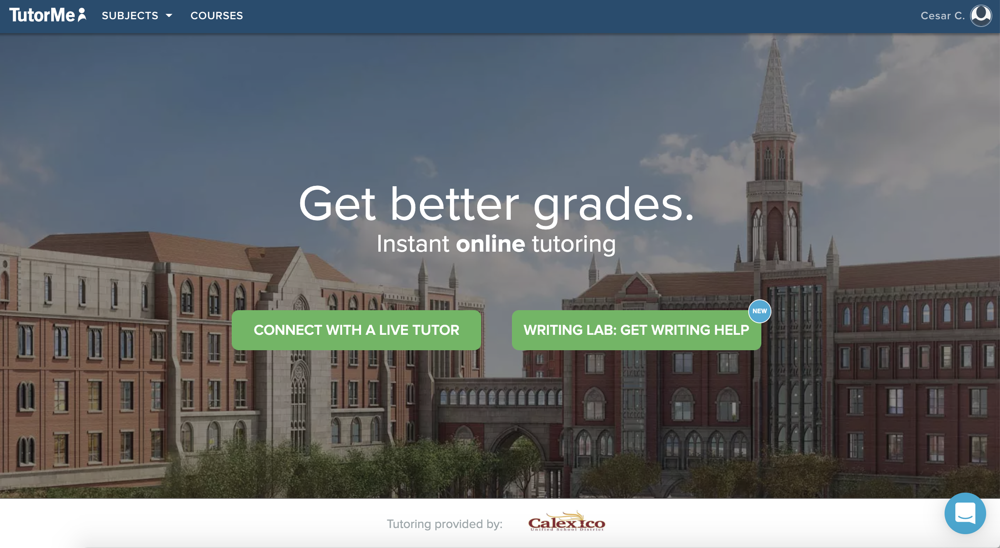 TutorMe SUBJECTS COURSES Cesar C.
Get better grades.
Instant online tutoring
NEW
CONNECT WITH A LIVE TUTOR WRITING LAB: GET WRITING HELP
Tutoring provided by: Calexico
Unified School District